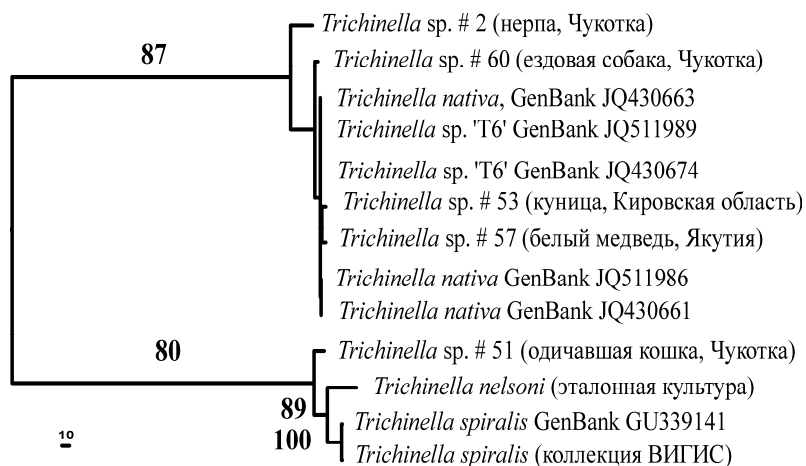 Trichinella sp. # 2 (нерпа, Чукотка)
87
Trichinella sp. # 60 (ездовая собака, Чукотка)
Trichinella nativa, GenBank JQ430663
Trichinella sp. 'T6' GenBank JQ511989
Trichinella sp. 'T6' GenBank JQ430674
Trichinella sp. # 53 (куница, Кировская область)
Trichinella sp. # 57 (белый медведь, Якутия)
Trichinella nativa GenBank JQ511986
Trichinella nativa GenBank JQ430661
80
Trichinella sp. # 51 (одичавшая кошка, Чукотка)
Trichinella nelsoni (эталонная культура)
89
Trichinella spiralis GenBank GU339141
10
100
Trichinella spiralis (коллекция ВИГИС)